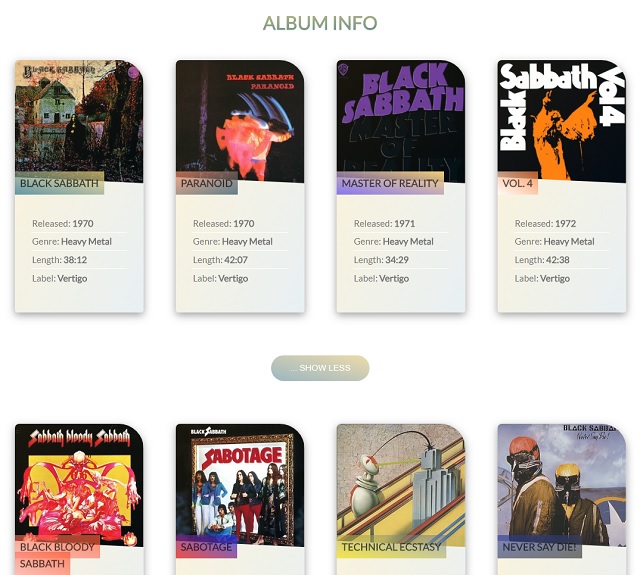 ALBUM INFO
BLACK SABBATH
BLACK SABBATH
Released: 1970
Genre: Heavy Metal
Length: 38:12
Label: Vertigo
BLACK SABBATH
PARANOID
PARANOID
Released: 1970
Genre: Heavy Metal
Length: 42:07
Label: Vertigo
BLACK
SABBATH
MASTER
OF
REALITY
MASTER OF REALITY
Released: 1971
Genre: Heavy Metal
Length: 34:29
Label: Vertigo
Black
Sabbath
Vol 4
VOL. 4
Released: 1972
Genre: Heavy Metal
Length: 42:38
Label: Vertigo
... SHOW LESS
Sabbath bloody Sabbath
BLACK BLOODY
SABBATH
BLACK SABBATH
SABOTAGE
SABOTAGE
TECHNICAL ECSTASY
BLACK SABBA
Never Say Die!
NEVER SAY DIE!